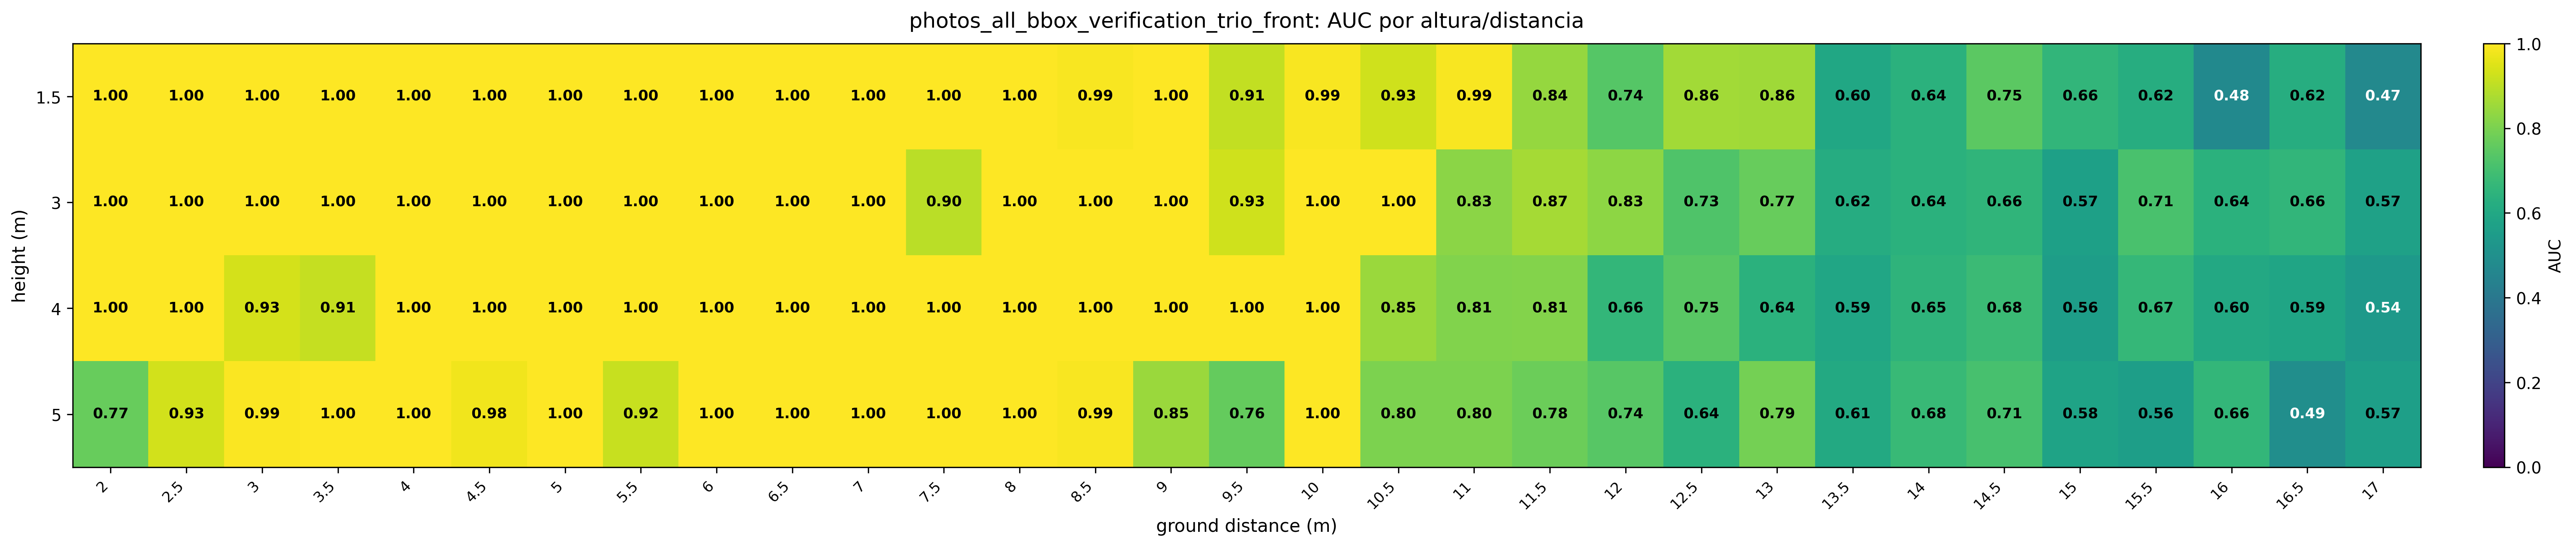 photos_all_bbox_verification_trio_front: AUC por altura/distancia
1.5 1.00 1.00 1.00 1.00 1.00 1.00 1.00 1.00 1.00 1.00 1.00 1.00 1.00 0.99 1.00 0.91 0.99 0.93 0.99 0.84 0.74 0.86 0.86 0.60 0.64 0.75 0.66 0.62 0.48 0.62 0.47
3 1.00 1.00 1.00 1.00 1.00 1.00 1.00 1.00 1.00 1.00 1.00 0.90 1.00 1.00 1.00 0.93 1.00 1.00 0.83 0.87 0.83 0.73 0.77 0.62 0.64 0.66 0.57 0.71 0.64 0.66 0.57
4 1.00 1.00 0.93 0.91 1.00 1.00 1.00 1.00 1.00 1.00 1.00 1.00 1.00 1.00 1.00 1.00 1.00 0.85 0.81 0.81 0.66 0.75 0.64 0.59 0.65 0.68 0.56 0.67 0.60 0.59 0.54
5 0.77 0.93 0.99 1.00 1.00 0.98 1.00 0.92 1.00 1.00 1.00 1.00 1.00 0.99 0.85 0.76 1.00 0.80 0.80 0.78 0.74 0.64 0.79 0.61 0.68 0.71 0.58 0.56 0.66 0.49 0.57
2 2.5 3 3.5 4 4.5 5 5.5 6 6.5 7 7.5 8 8.5 9 9.5 10 10.5 11 11.5 12 12.5 13 13.5 14 14.5 15 15.5 16 16.5 17
ground distance (m)
height (m)
1.0
0.8
0.6
0.4
0.2
0.0
AUC